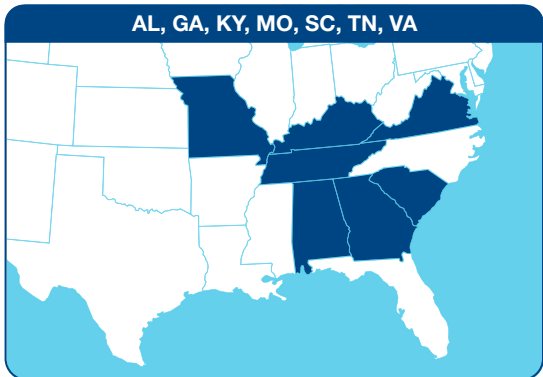 AL, GA, KY, MO, SC, TN, VA